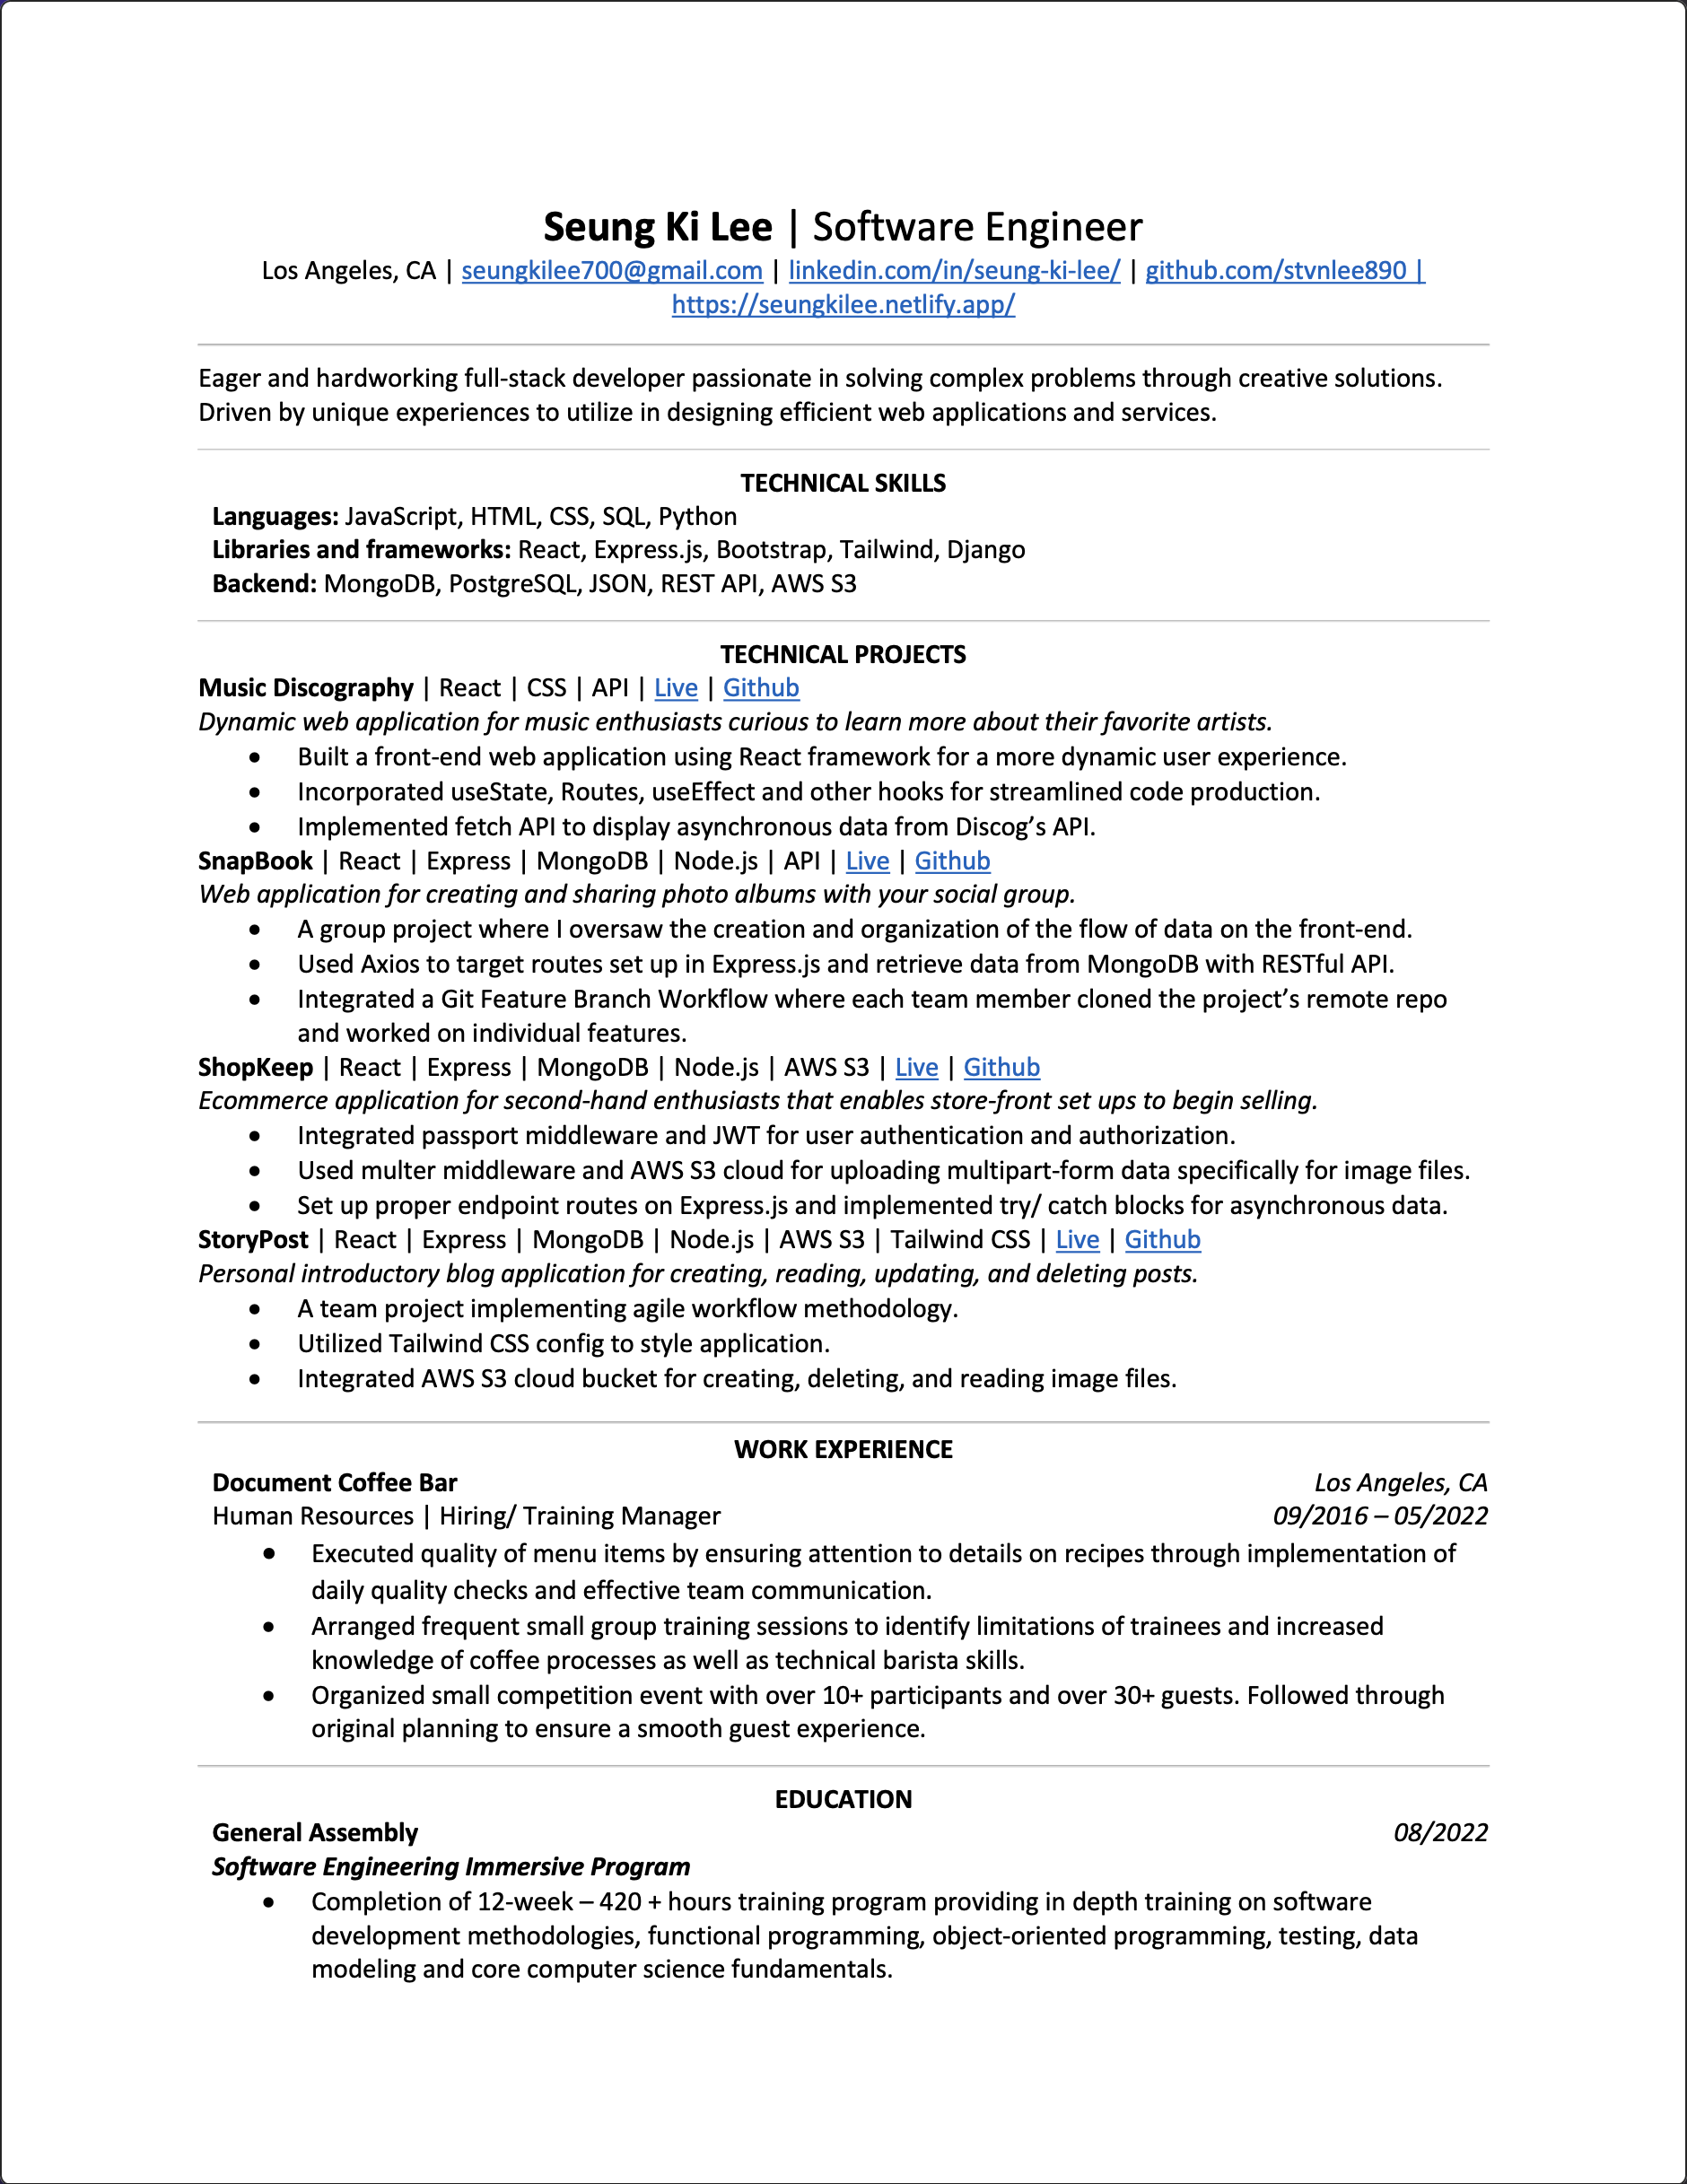 Seung Ki Lee | Software Engineer
Los Angeles, CA | seungkilee700@gmail.com | linkedin.com/in/seung-ki-lee/ | github.com/stvnlee890 |
https://seungkilee.netlify.app/
Eager and hardworking full-stack developer passionate in solving complex problems through creative solutions.
Driven by unique experiences to utilize in designing efficient web applications and services.
TECHNICAL SKILLS
Languages: JavaScript, HTML, CSS, SQL, Python
Libraries and frameworks: React, Express.js, Bootstrap, Tailwind, Django
Backend: MongoDB, PostgreSQL, JSON, REST API, AWS S3
TECHNICAL PROJECTS
Music Discography | React | CSS | API | Live | Github
Dynamic web application for music enthusiasts curious to learn more about their favorite artists.
• Built a front-end web application using React framework for a more dynamic user experience.
• Incorporated useState, Routes, useEffect and other hooks for streamlined code production.
• Implemented fetch API to display asynchronous data from Discog’s API.
SnapBook | React | Express | MongoDB | Node.js | API | Live | Github
Web application for creating and sharing photo albums with your social group.
• A group project where I oversaw the creation and organization of the flow of data on the front-end.
• Used Axios to target routes set up in Express.js and retrieve data from MongoDB with RESTful API.
• Integrated a Git Feature Branch Workflow where each team member cloned the project’s remote repo
and worked on individual features.
ShopKeep | React | Express | MongoDB | Node.js | AWS S3 | Live | Github
Ecommerce application for second-hand enthusiasts that enables store-front set ups to begin selling.
• Integrated passport middleware and JWT for user authentication and authorization.
• Used multer middleware and AWS S3 cloud for uploading multipart-form data specifically for image files.
• Set up proper endpoint routes on Express.js and implemented try/ catch blocks for asynchronous data.
StoryPost | React | Express | MongoDB | Node.js | AWS S3 | Tailwind CSS | Live | Github
Personal introductory blog application for creating, reading, updating, and deleting posts.
• A team project implementing agile workflow methodology.
• Utilized Tailwind CSS config to style application.
• Integrated AWS S3 cloud bucket for creating, deleting, and reading image files.
WORK EXPERIENCE
Document Coffee Bar Los Angeles, CA
Human Resources | Hiring/ Training Manager 09/2016 – 05/2022
• Executed quality of menu items by ensuring attention to details on recipes through implementation of
daily quality checks and effective team communication.
• Arranged frequent small group training sessions to identify limitations of trainees and increased
knowledge of coffee processes as well as technical barista skills.
• Organized small competition event with over 10+ participants and over 30+ guests. Followed through
original planning to ensure a smooth guest experience.
EDUCATION
General Assembly 08/2022
Software Engineering Immersive Program
• Completion of 12-week – 420 + hours training program providing in depth training on software
development methodologies, functional programming, object-oriented programming, testing, data
modeling and core computer science fundamentals.